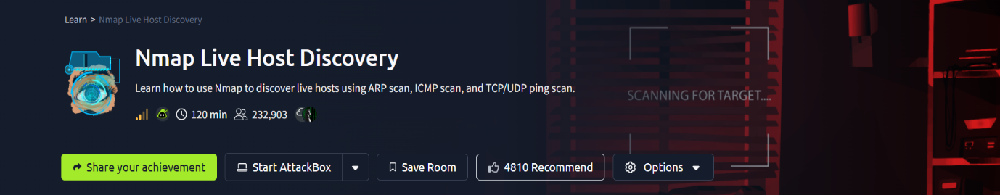 Learn > Nmap Live Host Discovery
Nmap Live Host Discovery
Learn how to use Nmap to discover live hosts using ARP scan, ICMP scan, and TCP/UDP ping scan.
120 min 232,903
SCANNING FOR TARGET....
Share your achievement Start AttackBox Save Room 4810 Recommend Options